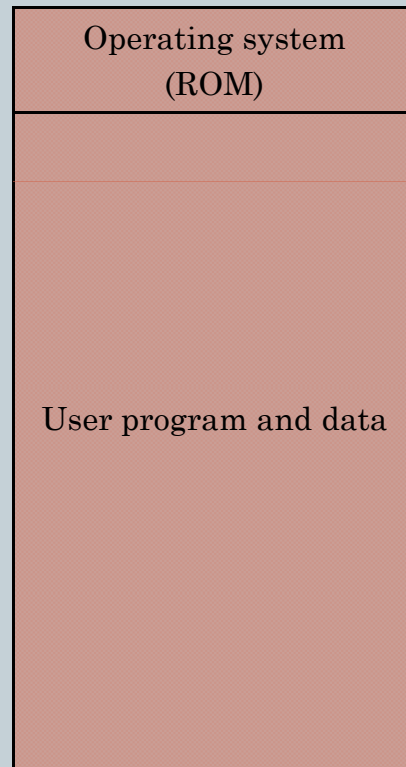 Operating system
(ROM)
User program and data